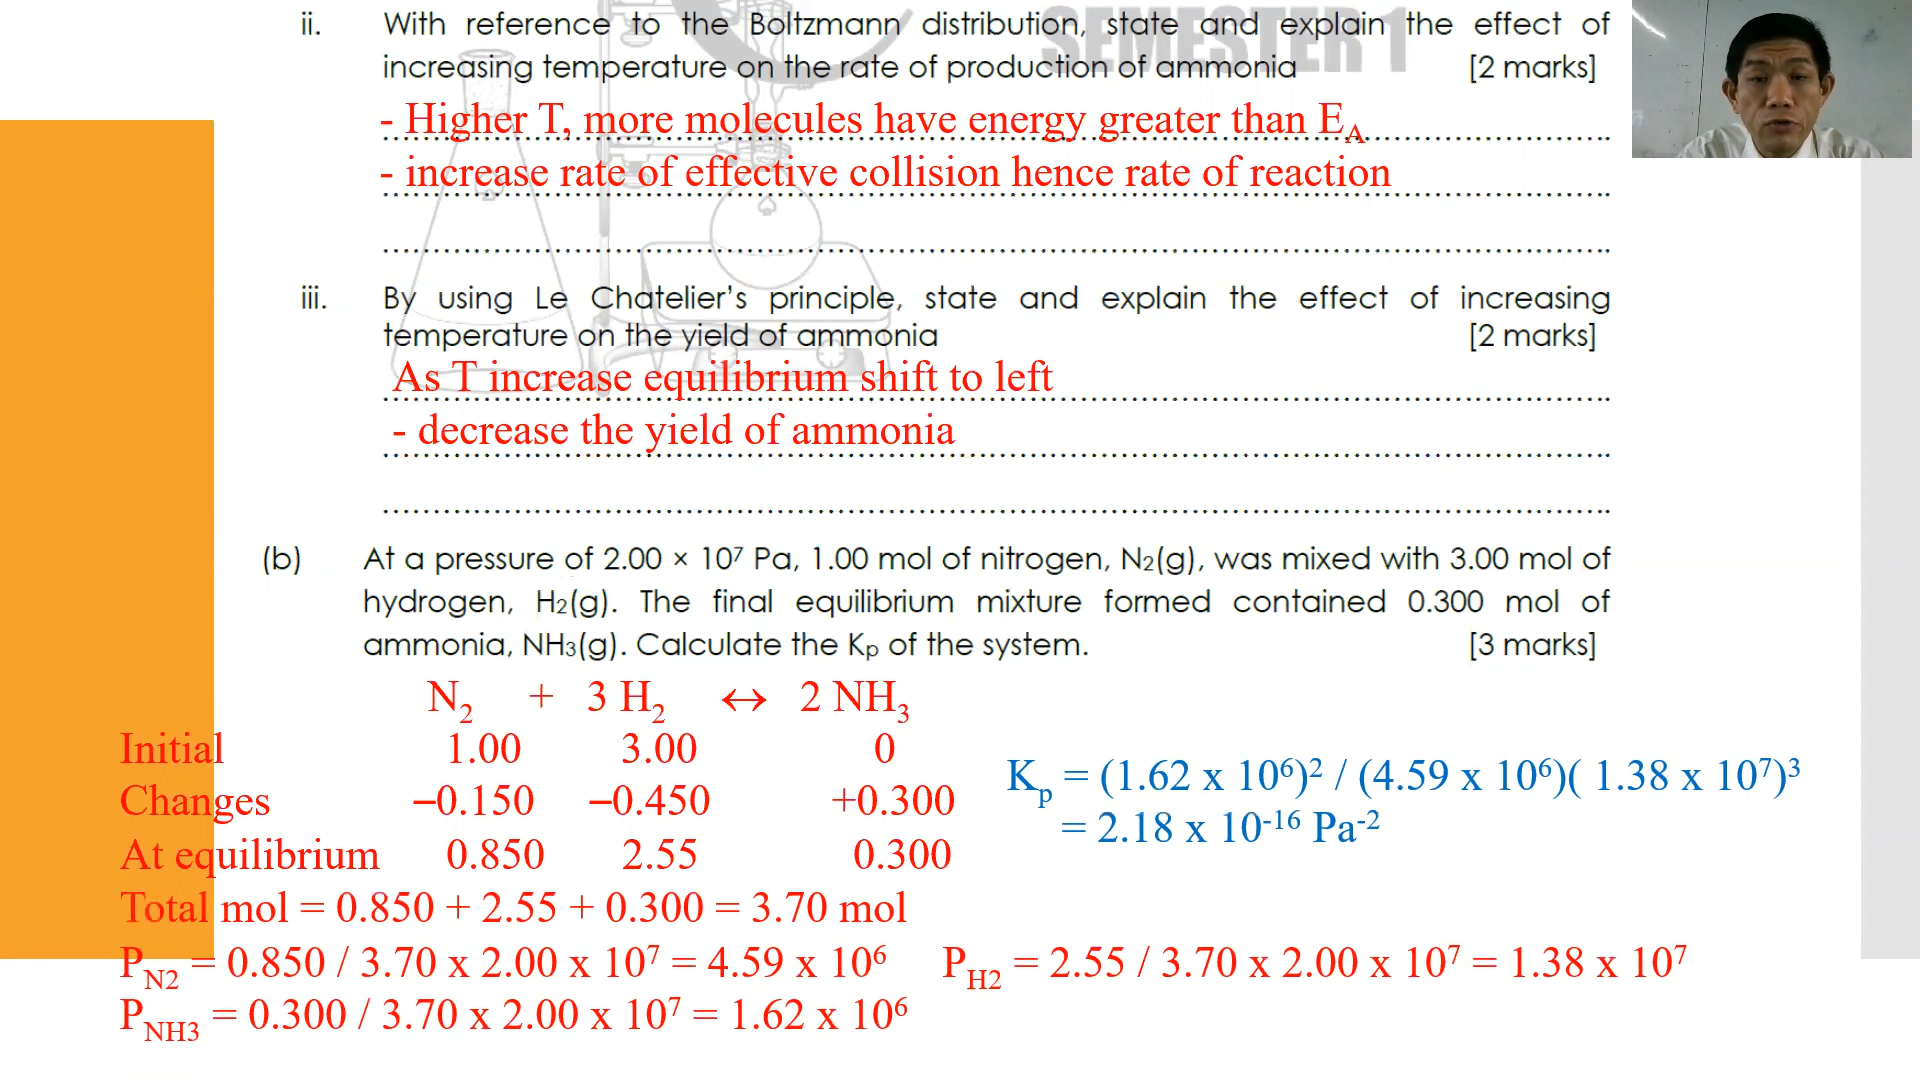 SEMESTER 1
ii. With reference to the Boltzmann distribution, state and explain the effect of
increasing temperature on the rate of production of ammonia [2 marks]
- Higher T, more molecules have energy greater than E_A
- increase rate of effective collision hence rate of reaction
iii. By using Le Chatelier’s principle, state and explain the effect of increasing
temperature on the yield of ammonia [2 marks]
As T increase equilibrium shift to left
- decrease the yield of ammonia
(b) At a pressure of 2.00 × 10⁷ Pa, 1.00 mol of nitrogen, N₂(g), was mixed with 3.00 mol of
hydrogen, H₂(g). The final equilibrium mixture formed contained 0.300 mol of
ammonia, NH₃(g). Calculate the Kₚ of the system. [3 marks]
N₂ + 3 H₂ ↔ 2 NH₃
Initial 1.00 3.00 0
Changes –0.150 –0.450 +0.300
At equilibrium 0.850 2.55 0.300
Total mol = 0.850 + 2.55 + 0.300 = 3.70 mol
P_N2 = 0.850 / 3.70 x 2.00 x 10⁷ = 4.59 x 10⁶ P_H2 = 2.55 / 3.70 x 2.00 x 10⁷ = 1.38 x 10⁷
P_NH3 = 0.300 / 3.70 x 2.00 x 10⁷ = 1.62 x 10⁶
Kₚ = (1.62 x 10⁶)² / (4.59 x 10⁶)( 1.38 x 10⁷)³
= 2.18 x 10⁻¹⁶ Pa⁻²